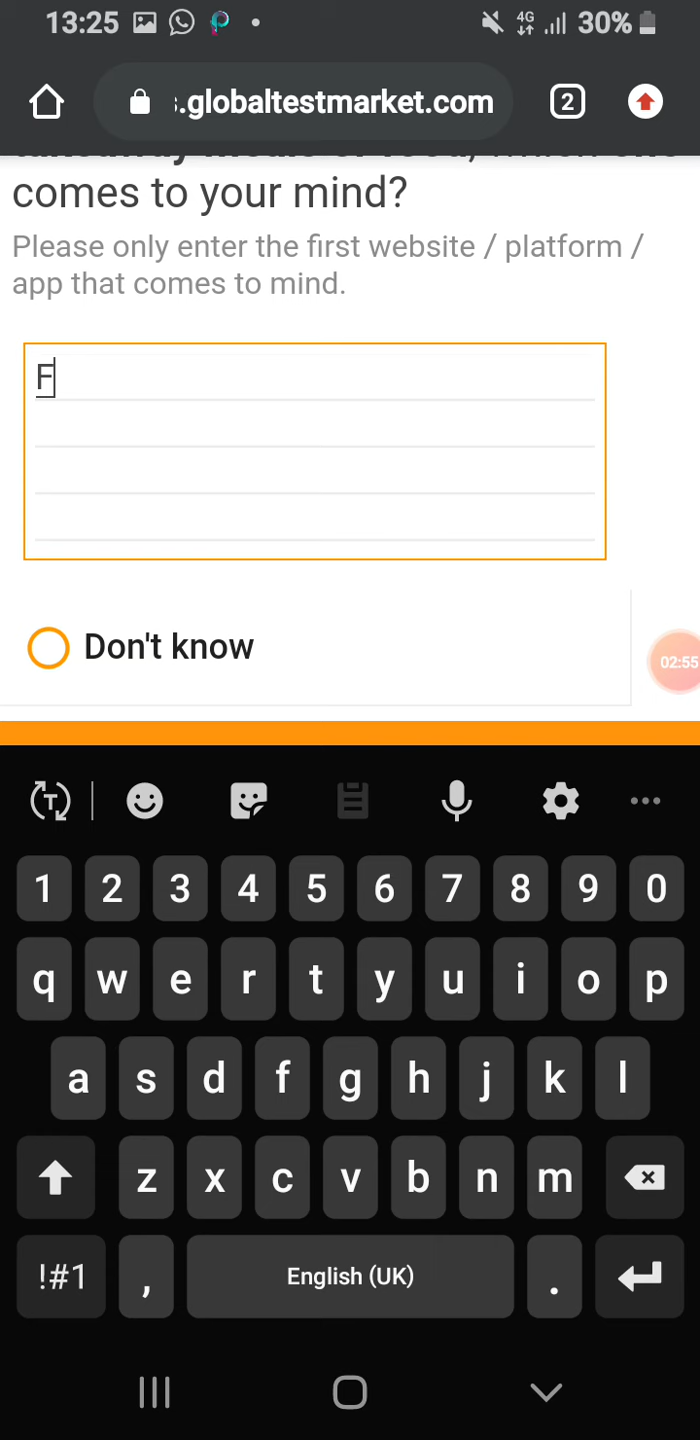 13:25 4G 30%
.globaltestmarket.com 2
comes to your mind?
Please only enter the first website / platform /
app that comes to mind.
F
Don't know
02:55
T
1 2 3 4 5 6 7 8 9 0
q w e r t y u i o p
a s d f g h j k l
z x c v b n m
!#1 , English (UK) .